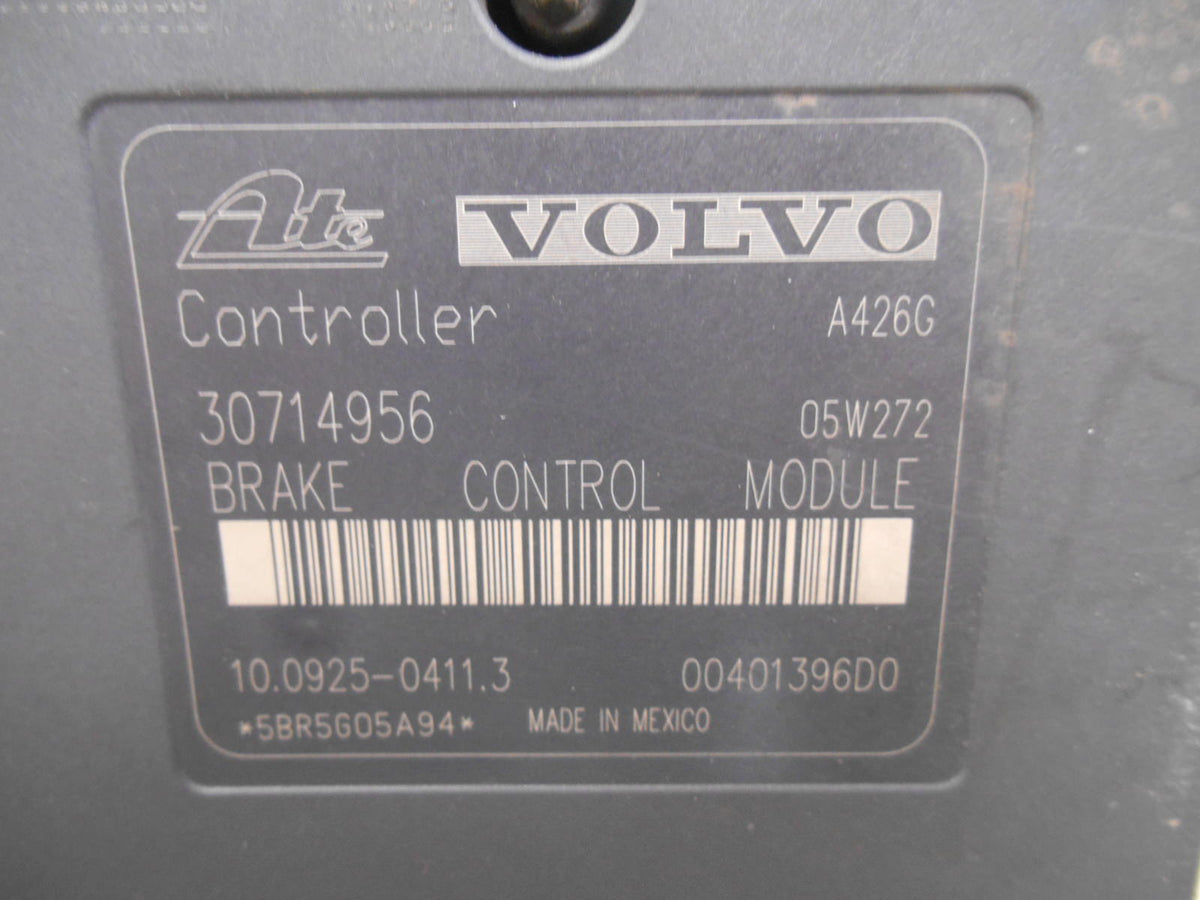 Ate VOLVO
Controller A426G
30714956 05W272
BRAKE CONTROL MODULE
10.0925-0411.3 00401396D0
*5BR5G05A94* MADE IN MEXICO